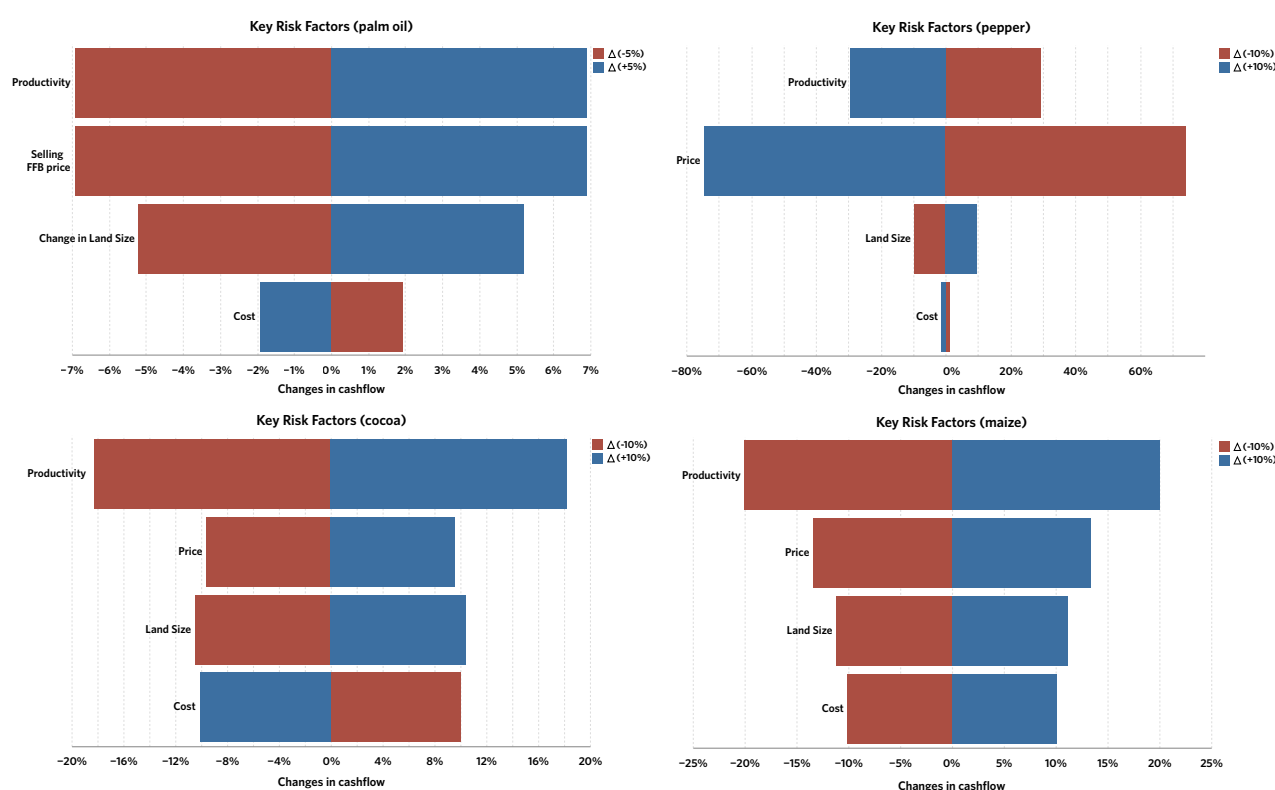 Key Risk Factors (palm oil)
Δ (-5%)
Δ (+5%)
Productivity
Selling
FFB price
Change in Land Size
Cost
−7% −6% −5% −4% −3% −2% −1% 0% 1% 2% 3% 4% 5% 6% 7%
Changes in cashflow
Key Risk Factors (pepper)
Δ (-10%)
Δ (+10%)
Productivity
Price
Land Size
Cost
−80% −60% −40% −20% 0% 20% 40% 60%
Changes in cashflow
Key Risk Factors (cocoa)
Δ (-10%)
Δ (+10%)
Productivity
Price
Land Size
Cost
−20% −16% −12% −8% −4% 0% 4% 8% 12% 16% 20%
Changes in cashflow
Key Risk Factors (maize)
Δ (-10%)
Δ (+10%)
Productivity
Price
Land Size
Cost
−25% −20% −15% −10% −5% 0% 5% 10% 15% 20% 25%
Changes in cashflow